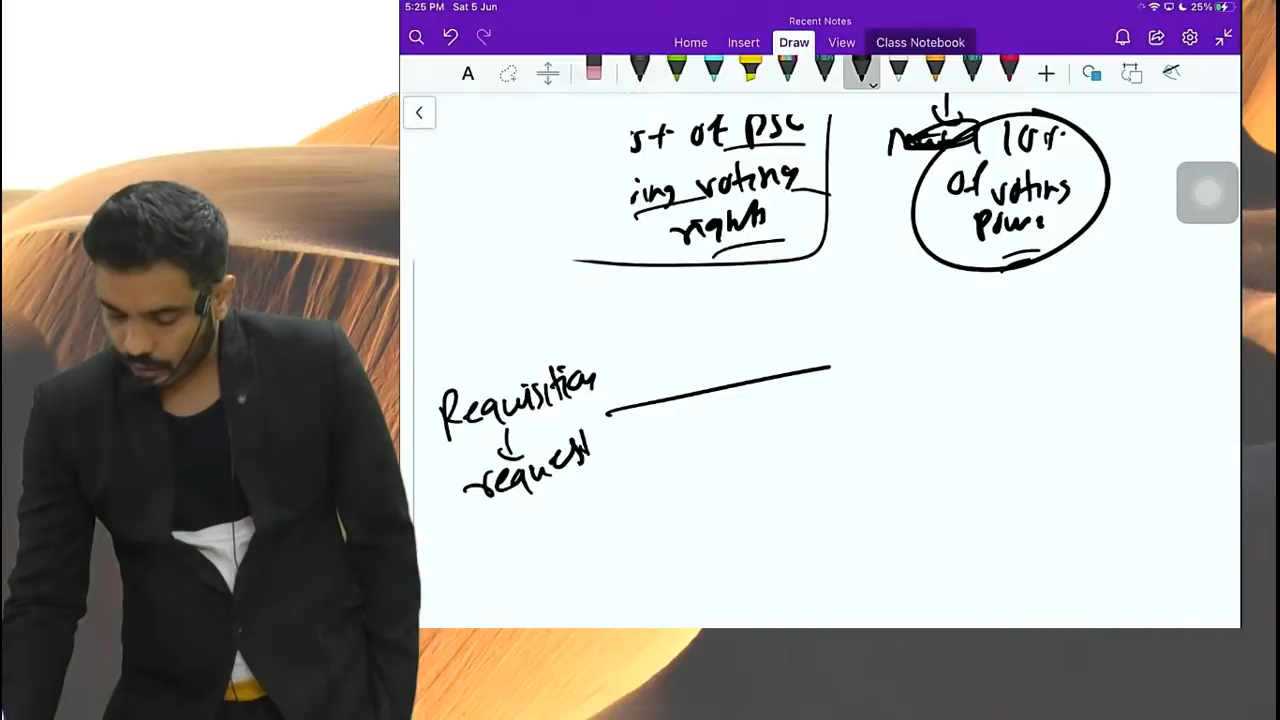 5:25 PM Sat 5 Jun
25%
Recent Notes
Home Insert Draw View Class Notebook
A
st of psc
ing voting
rights
10%
of voting
power
Requisition
request